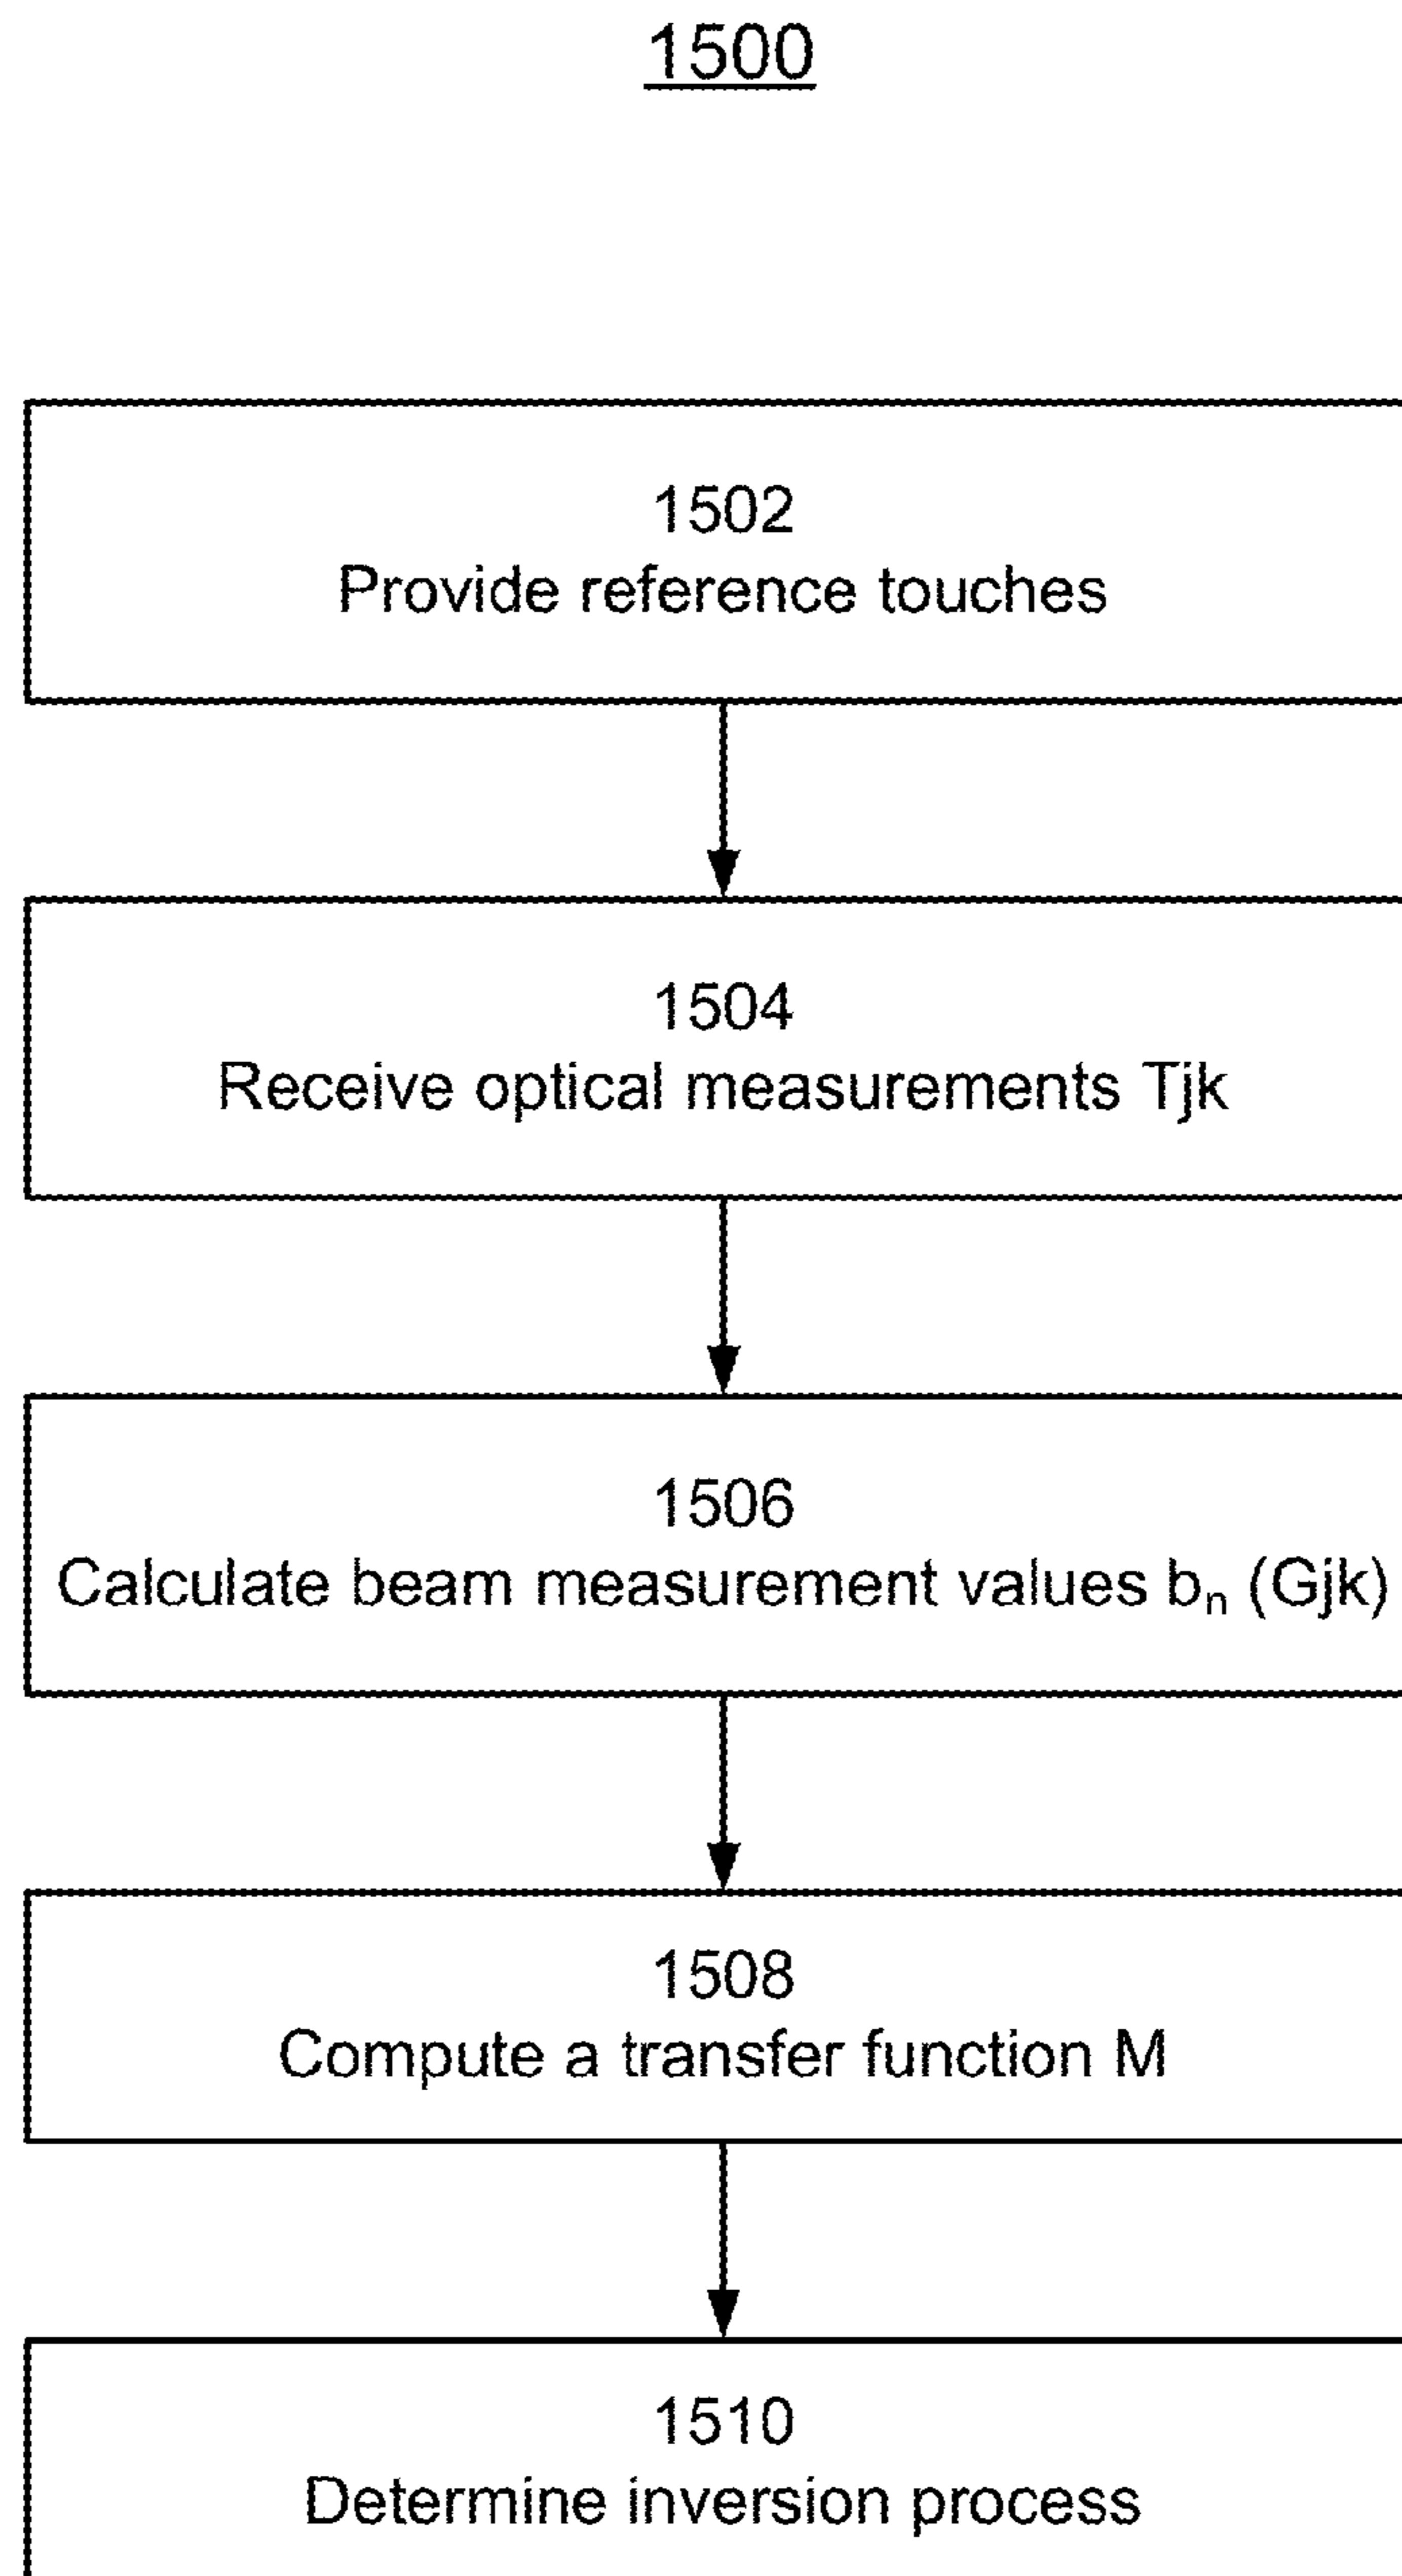 1500
1502
Provide reference touches
1504
Receive optical measurements Tjk
1506
Calculate beam measurement values bₙ (Gjk)
1508
Compute a transfer function M
1510
Determine inversion process